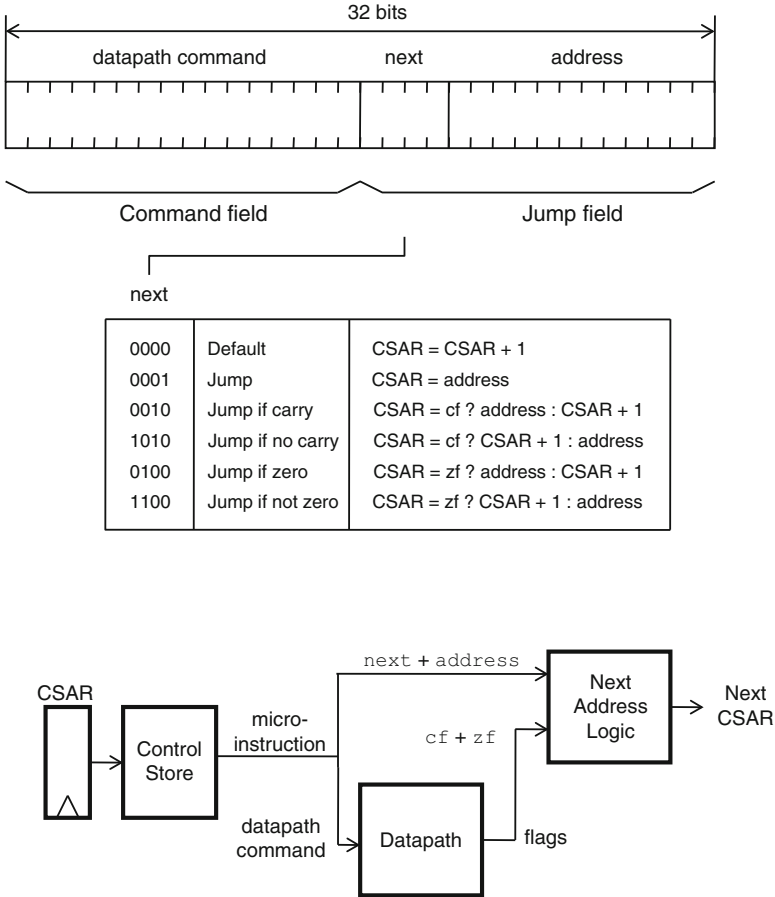 32 bits
datapath command next address
Command field Jump field
next
0000 Default CSAR = CSAR + 1
0001 Jump CSAR = address
0010 Jump if carry CSAR = cf ? address : CSAR + 1
1010 Jump if no carry CSAR = cf ? CSAR + 1 : address
0100 Jump if zero CSAR = zf ? address : CSAR + 1
1100 Jump if not zero CSAR = zf ? CSAR + 1 : address
next + address
CSAR
Control
Store
micro-
instruction
cf + zf
Next
Address
Logic
Next
CSAR
datapath
command
Datapath
flags